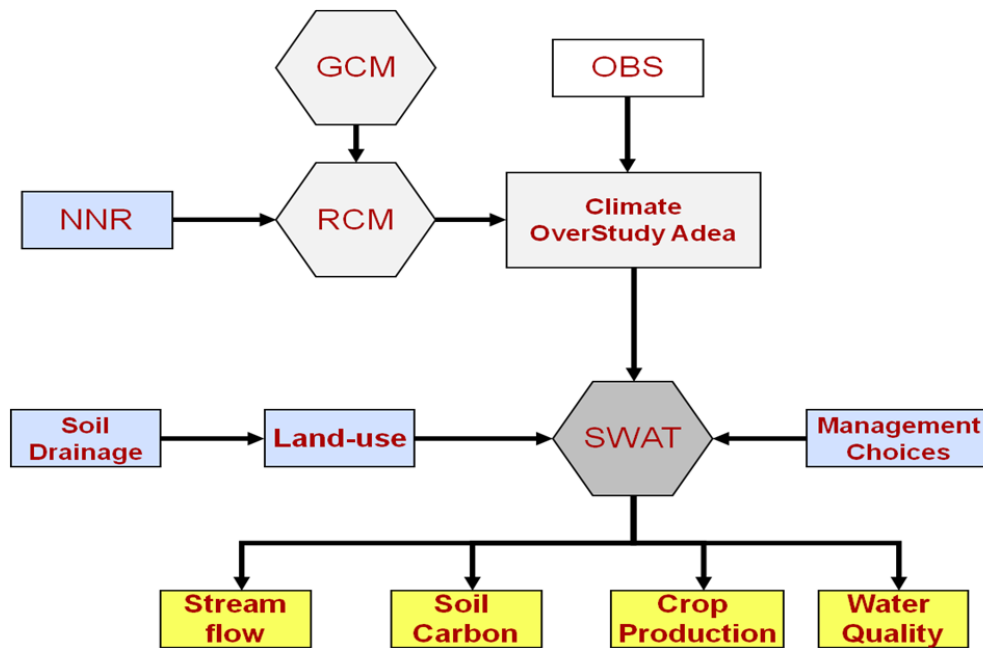 GCM
OBS
NNR
RCM
Climate
OverStudy Adea
Soil
Drainage
Land-use
SWAT
Management
Choices
Stream
flow
Soil
Carbon
Crop
Production
Water
Quality